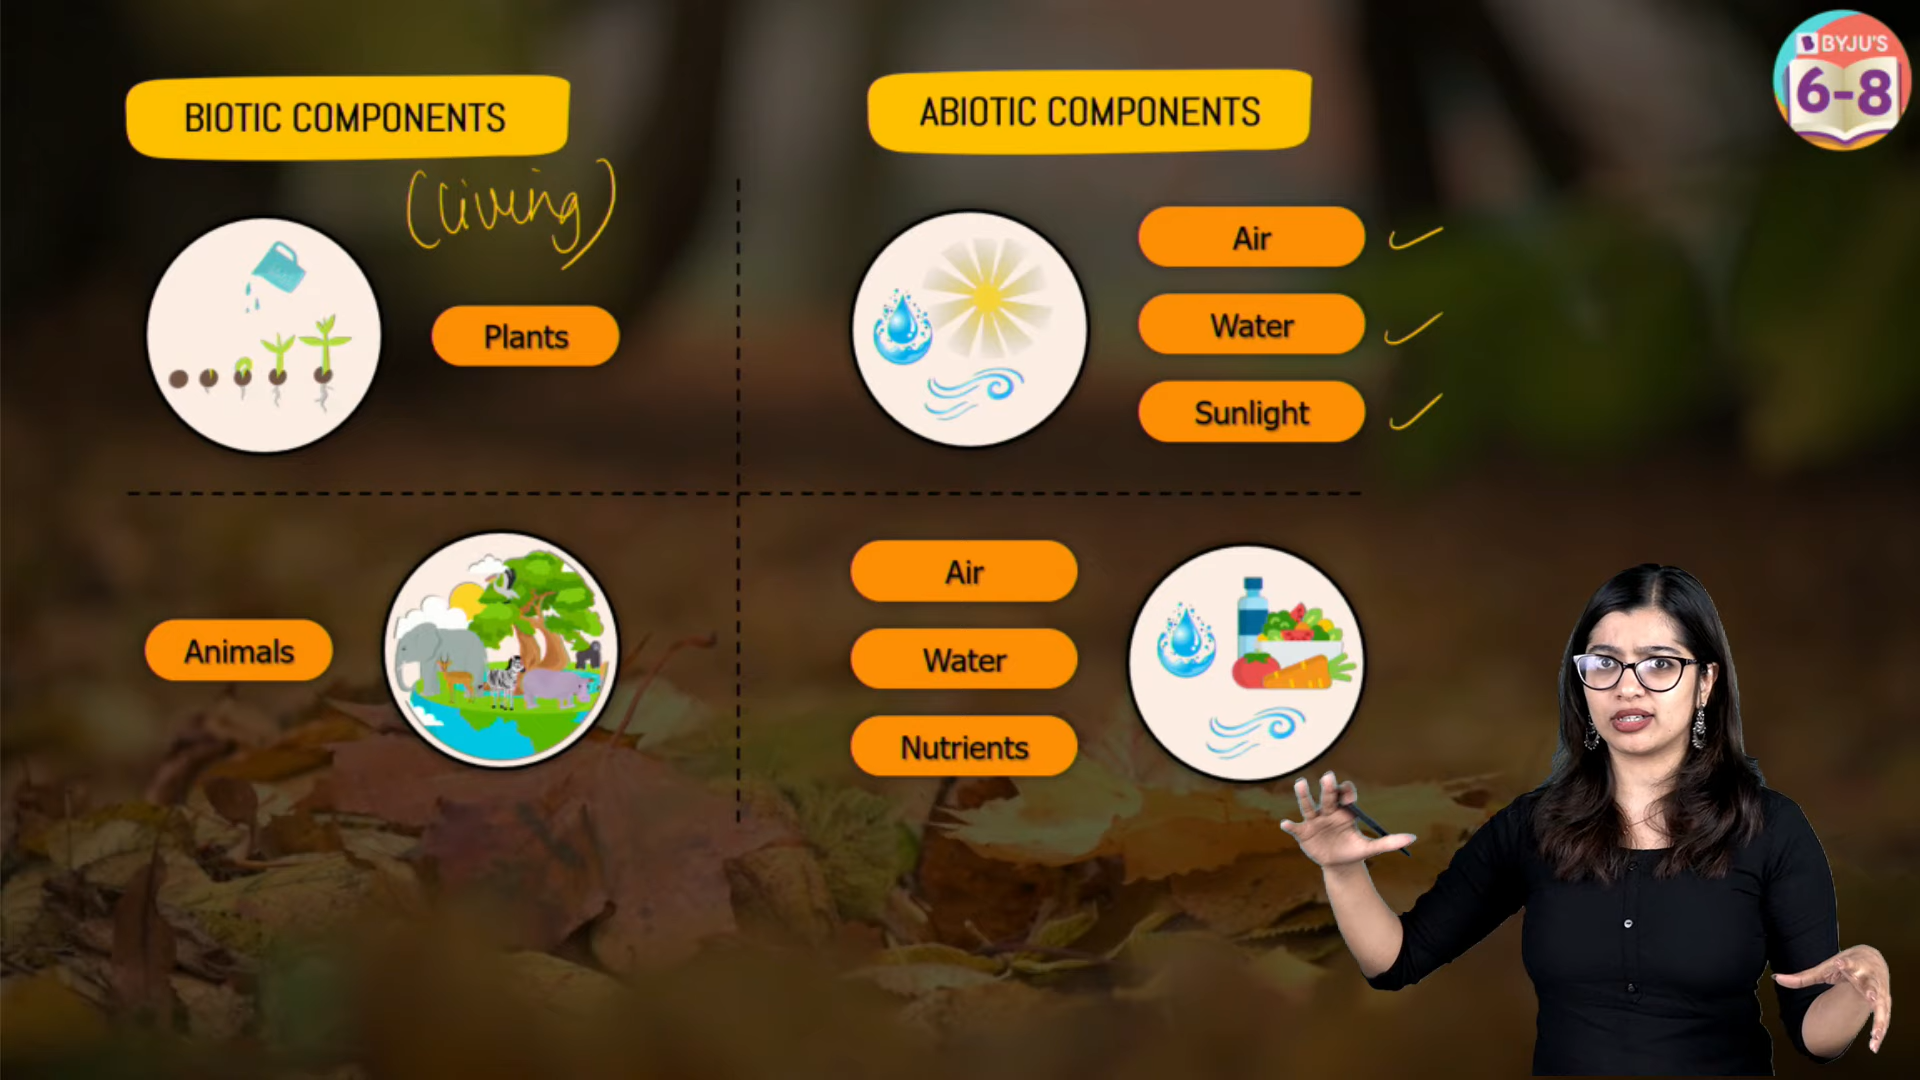 BYJU'S
6-8
BIOTIC COMPONENTS
(living)
Plants
Animals
ABIOTIC COMPONENTS
Air
Water
Sunlight
Air
Water
Nutrients